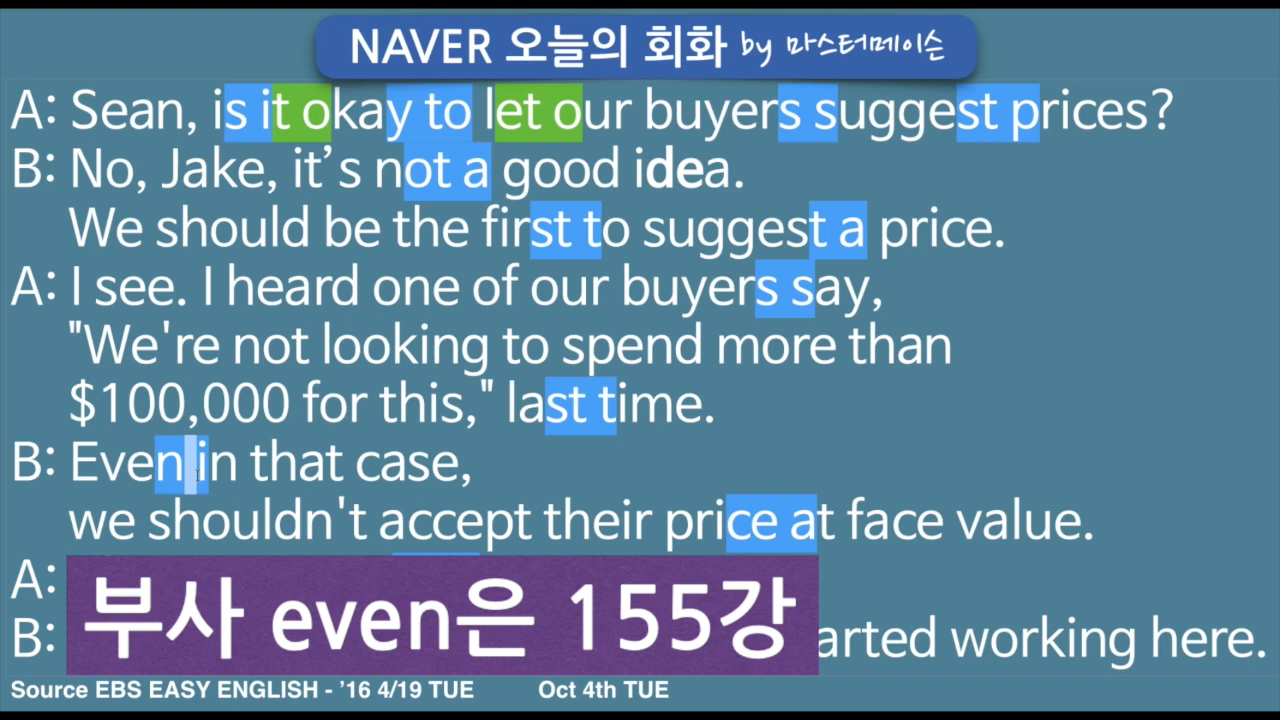 NAVER 오늘의 회화 by 마스터메이슨
A: Sean, is it okay to let our buyers suggest prices?
B: No, Jake, it’s not a good idea.
We should be the first to suggest a price.
A: I see. I heard one of our buyers say,
"We're not looking to spend more than
$100,000 for this," last time.
B: Even in that case,
we shouldn't accept their price at face value.
A:
부사 even은 155강
B: arted working here.
Source EBS EASY ENGLISH - ’16 4/19 TUE Oct 4th TUE